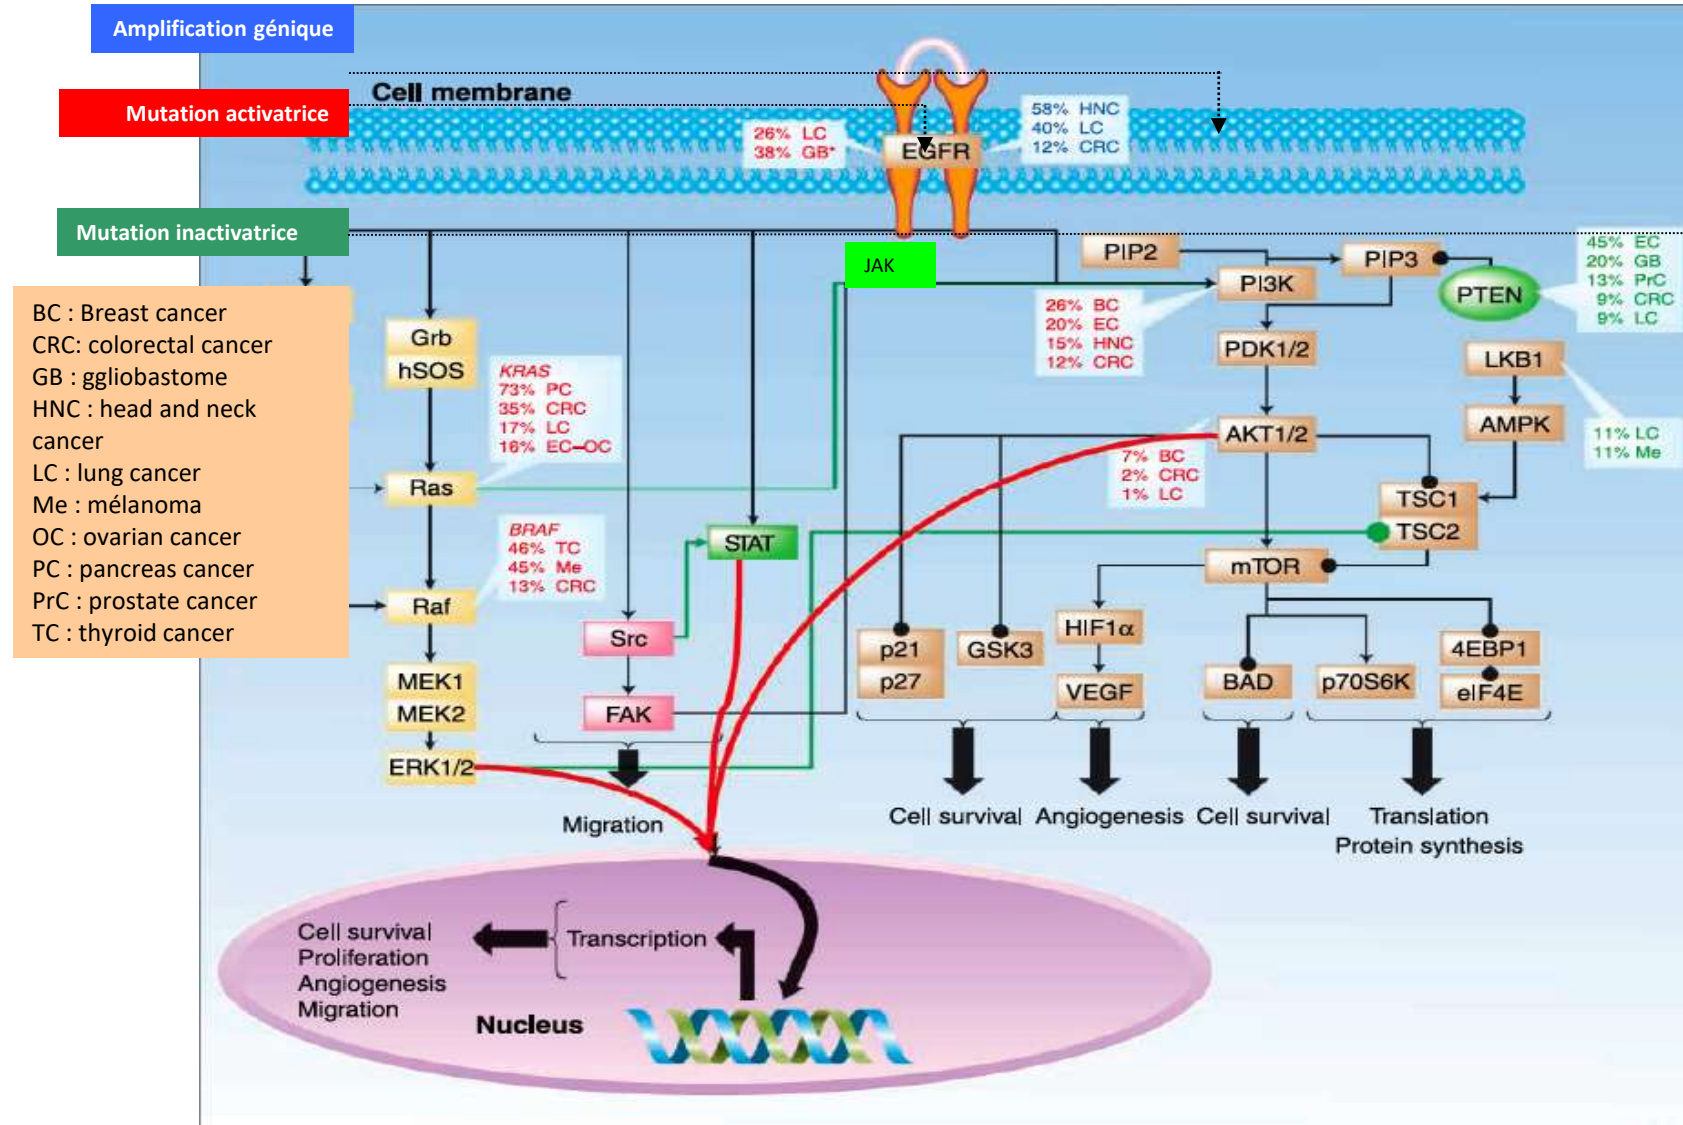 Amplification génique
Cell membrane
Mutation activatrice
26% LC
38% GB*
EGFR
58% HNC
40% LC
12% CRC
Mutation inactivatrice
JAK
PIP2
PI3K
PIP3
PTEN
45% EC
20% GB
13% PrC
9% CRC
9% LC
BC : Breast cancer
CRC: colorectal cancer
GB : ggliobastome
HNC : head and neck
cancer
LC : lung cancer
Me : mélanoma
OC : ovarian cancer
PC : pancreas cancer
PrC : prostate cancer
TC : thyroid cancer
Grb
hSOS
KRAS
73% PC
35% CRC
17% LC
16% EC–OC
Ras
BRAF
46% TC
45% Me
13% CRC
Raf
MEK1
MEK2
ERK1/2
STAT
Src
FAK
Migration
26% BC
20% EC
15% HNC
12% CRC
PDK1/2
AKT1/2
7% BC
2% CRC
1% LC
LKB1
AMPK
11% LC
11% Me
TSC1
TSC2
mTOR
p21
p27
GSK3
HIF1α
VEGF
BAD
p70S6K
4EBP1
eIF4E
Cell survival
Angiogenesis
Cell survival
Translation
Protein synthesis
Cell survival
Proliferation
Angiogenesis
Migration
Transcription
Nucleus